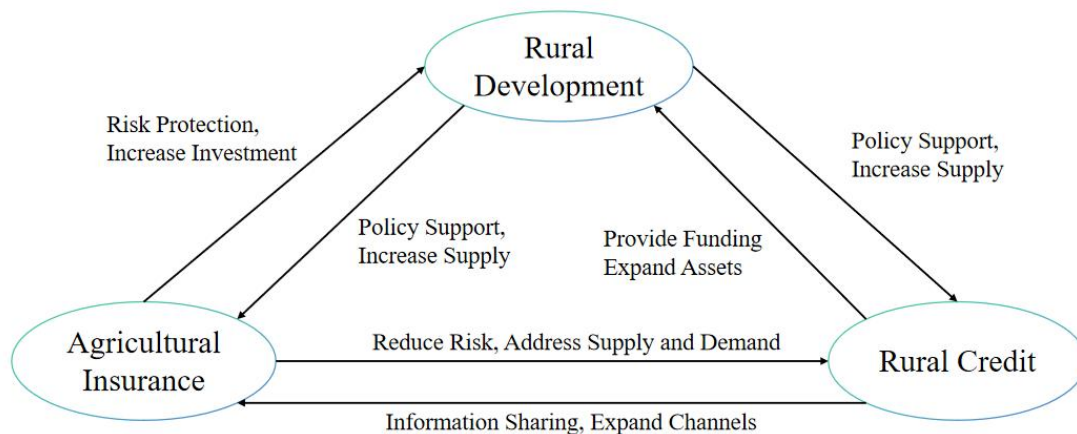 Rural
Development
Risk Protection,
Increase Investment
Policy Support,
Increase Supply
Policy Support,
Increase Supply
Provide Funding
Expand Assets
Agricultural
Insurance
Reduce Risk, Address Supply and Demand
Rural Credit
Information Sharing, Expand Channels